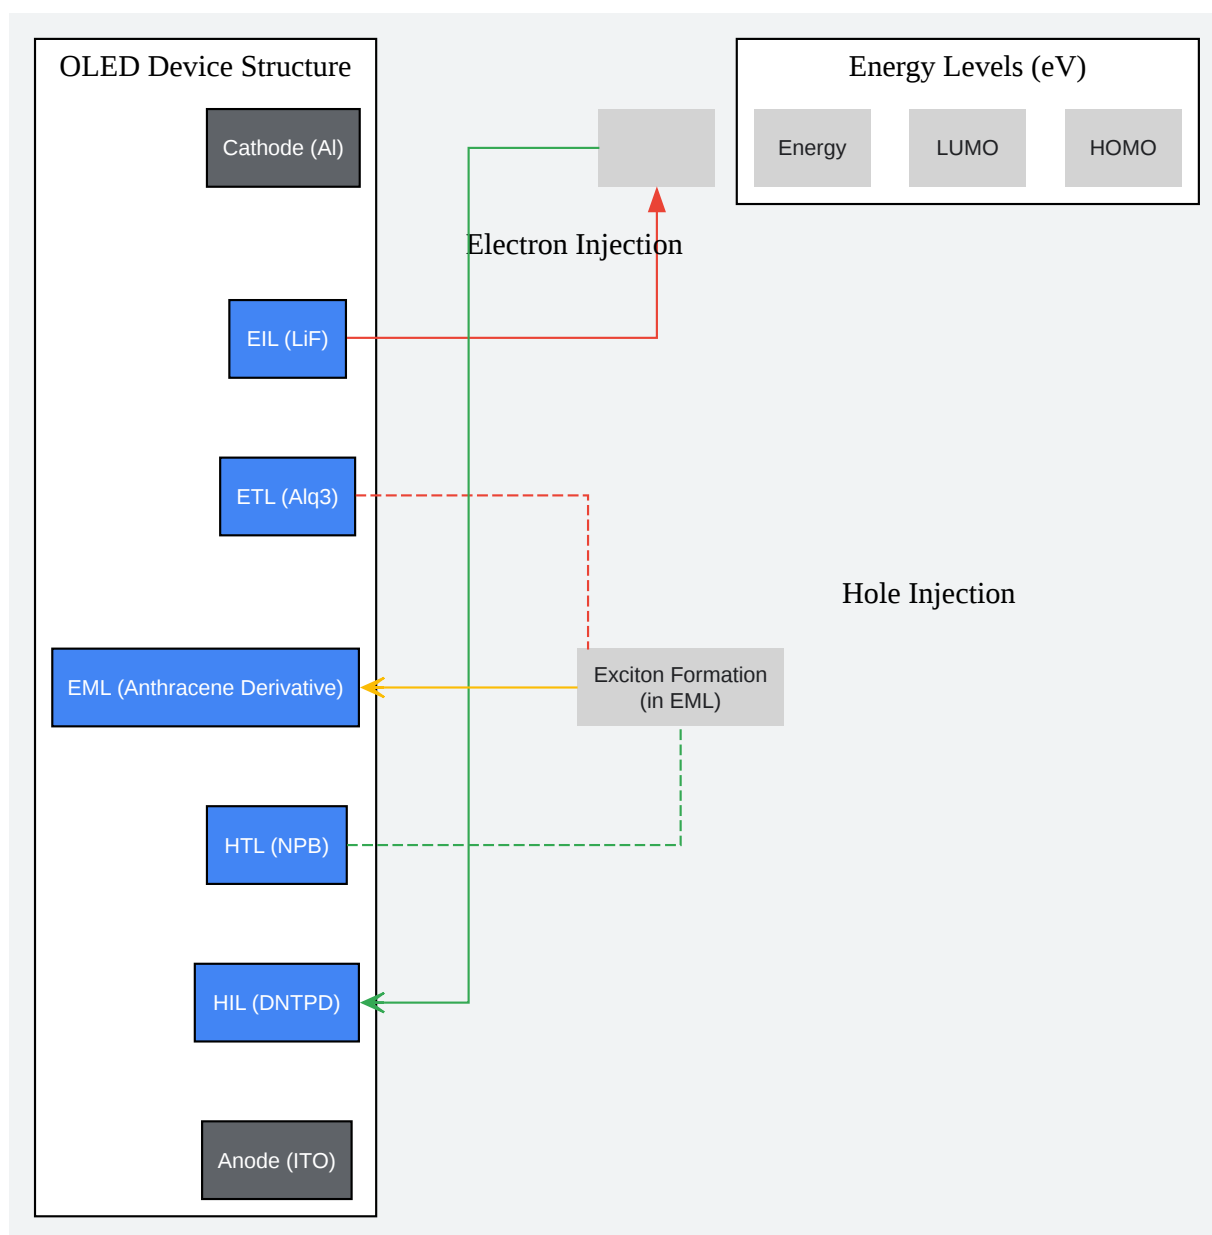 OLED Device Structure
Energy Levels (eV)
Cathode (Al)
Energy
LUMO
HOMO
Electron Injection
EIL (LiF)
ETL (Alq3)
Hole Injection
EML (Anthracene Derivative)
Exciton Formation
(in EML)
HTL (NPB)
HIL (DNTPD)
Anode (ITO)